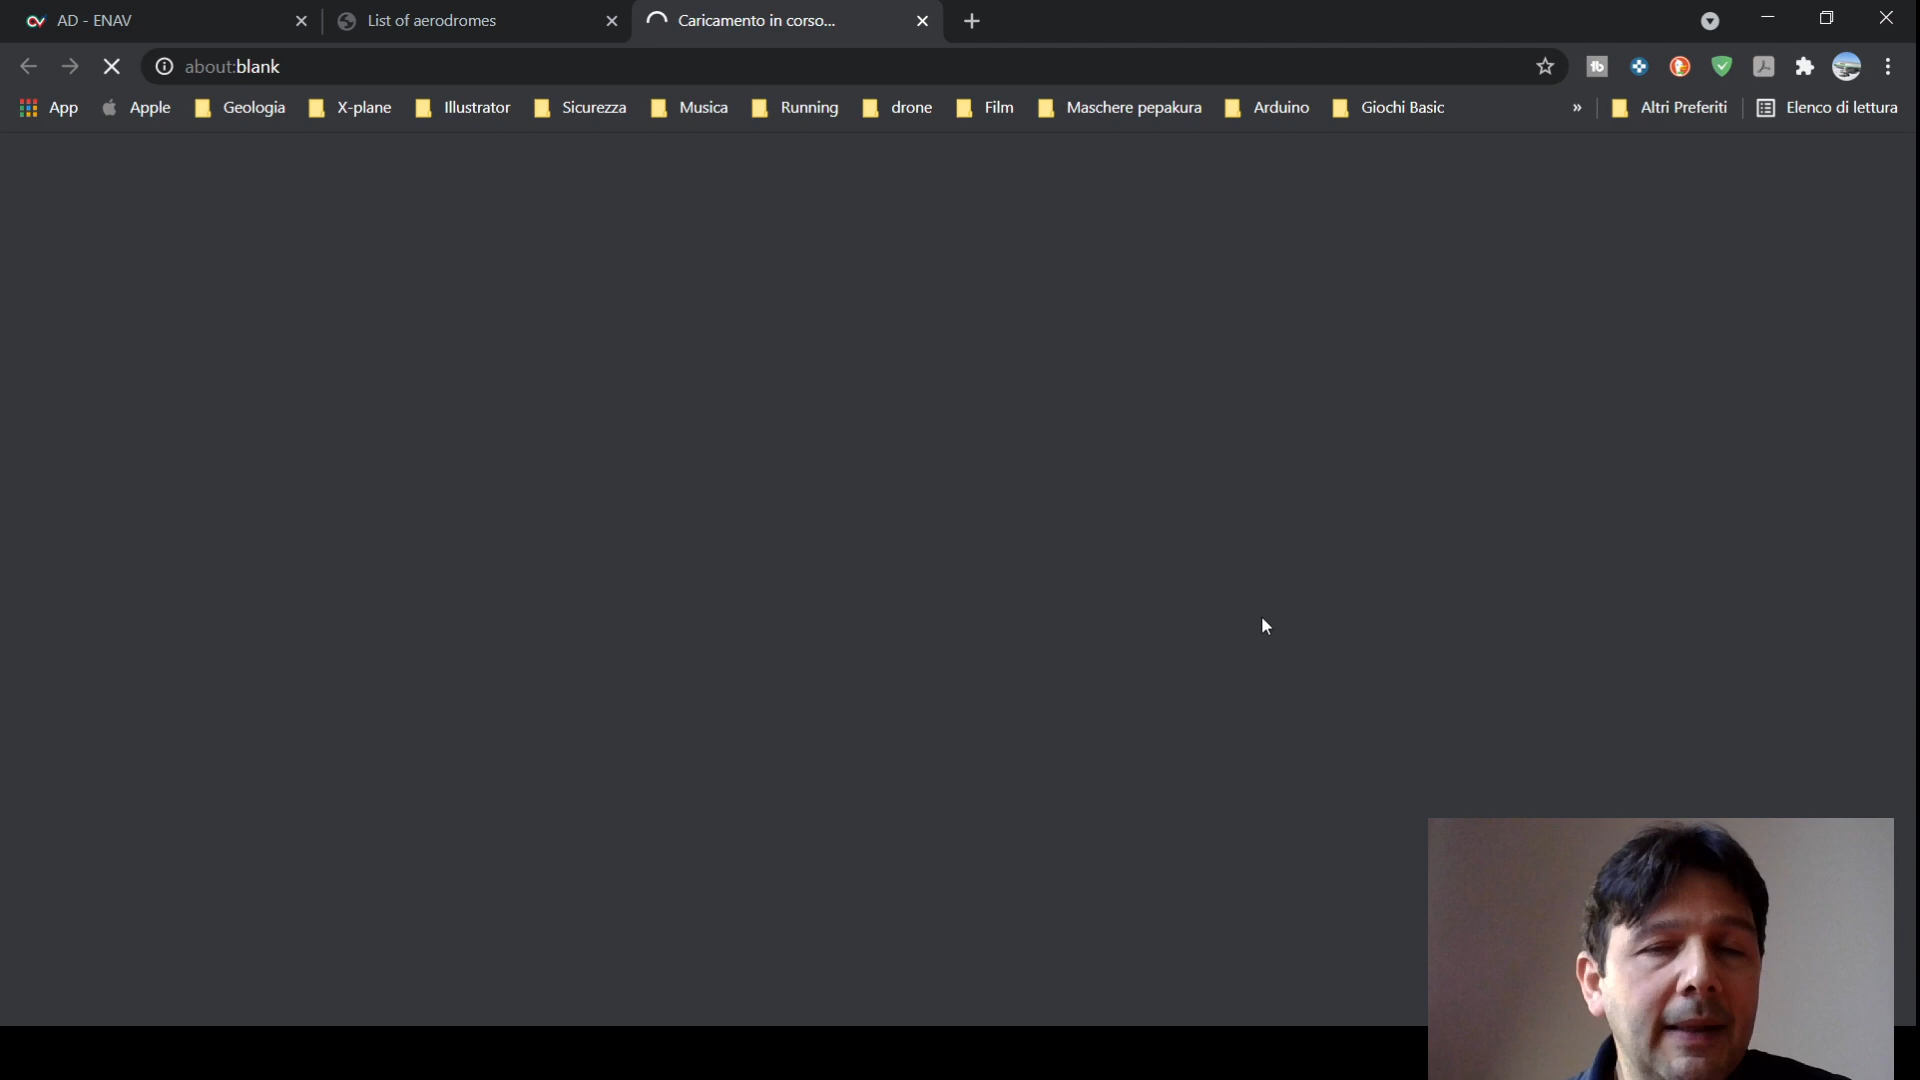 AD - ENAV
List of aerodromes
Caricamento in corso...
about:blank
App
Apple
Geologia
X-plane
Illustrator
Sicurezza
Musica
Running
drone
Film
Maschere pepakura
Arduino
Giochi Basic
»
Altri Preferiti
Elenco di lettura